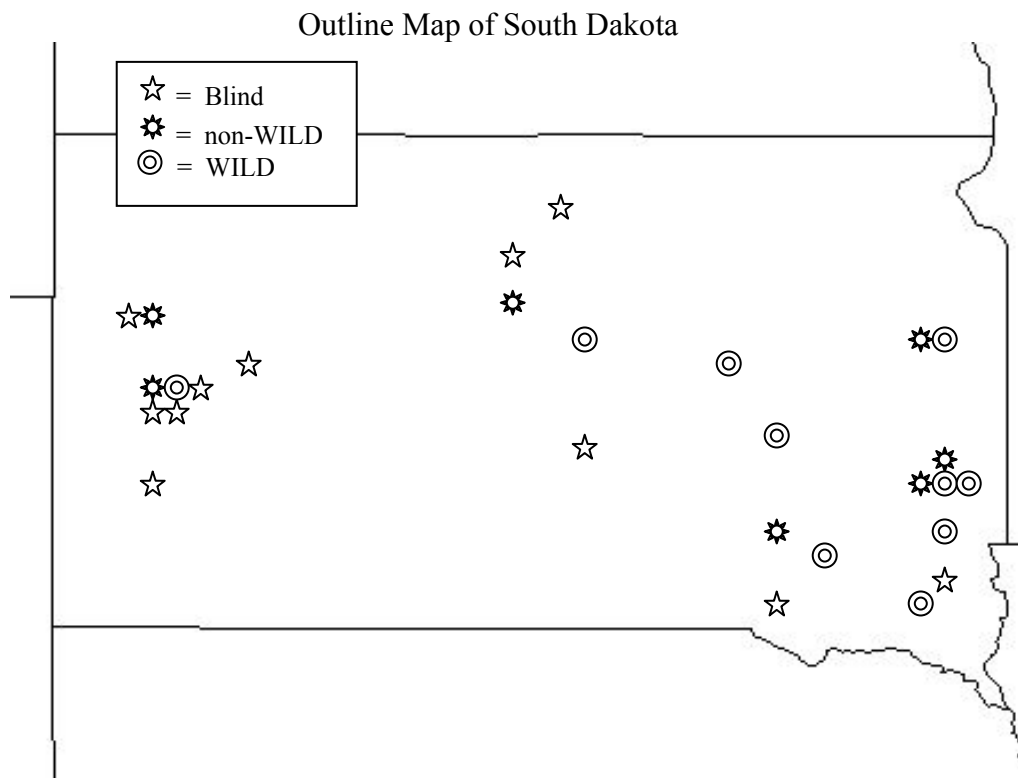 Outline Map of South Dakota
= Blind
= non-WILD
= WILD